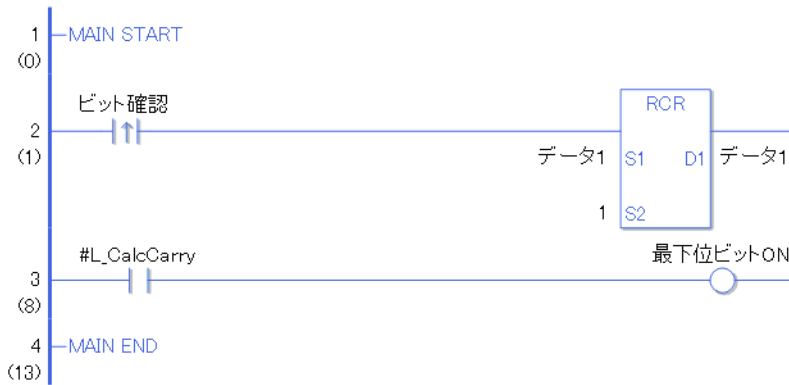 1 MAIN START
(0)
ビット確認
RCR
2
(1)
データ1 S1 D1 データ1
1 S2
#L_CalcCarry 最下位ビットON
3
(8)
4 MAIN END
(13)